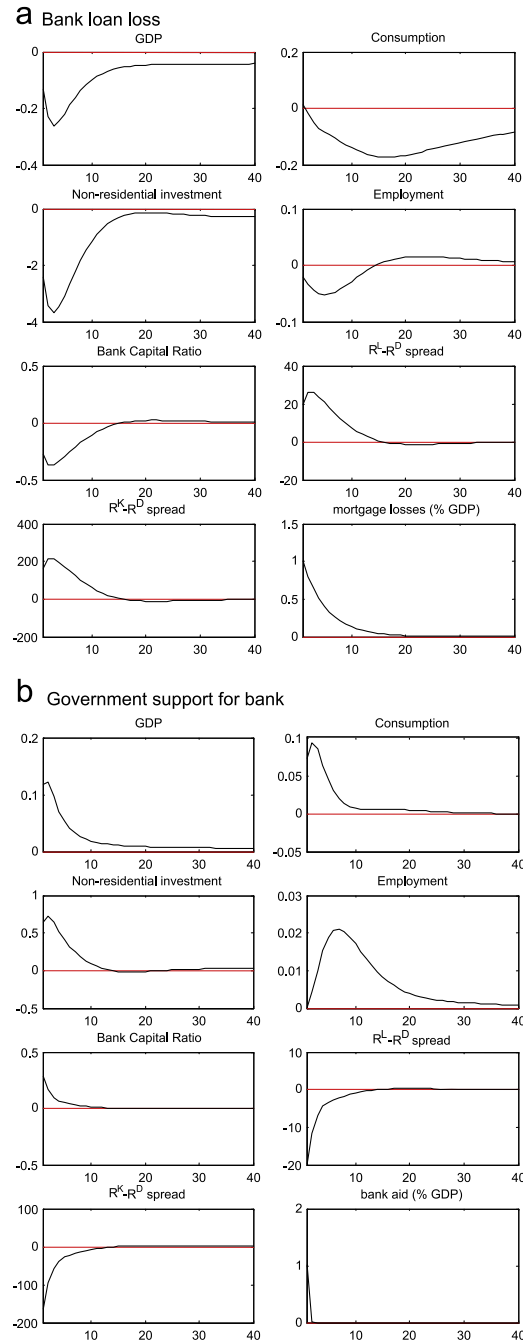 a Bank loan loss
GDP
0
-0.2
-0.4
10 20 30 40
Consumption
0.2
0
-0.2
10 20 30 40
Non-residential investment
0
-2
-4
10 20 30 40
Employment
0.1
0
-0.1
10 20 30 40
Bank Capital Ratio
0.5
0
-0.5
10 20 30 40
R^L-R^D spread
40
20
0
-20
10 20 30 40
R^K-R^D spread
400
200
0
-200
10 20 30 40
mortgage losses (% GDP)
1.5
1
0.5
0
10 20 30 40
b Government support for bank
GDP
0.2
0.1
0
10 20 30 40
Consumption
0.1
0.05
0
-0.05
10 20 30 40
Non-residential investment
1
0.5
0
-0.5
10 20 30 40
Employment
0.03
0.02
0.01
0
10 20 30 40
Bank Capital Ratio
0.5
0
-0.5
10 20 30 40
R^L-R^D spread
10
0
-10
-20
10 20 30 40
R^K-R^D spread
100
0
-100
-200
10 20 30 40
bank aid (% GDP)
2
1
0
10 20 30 40